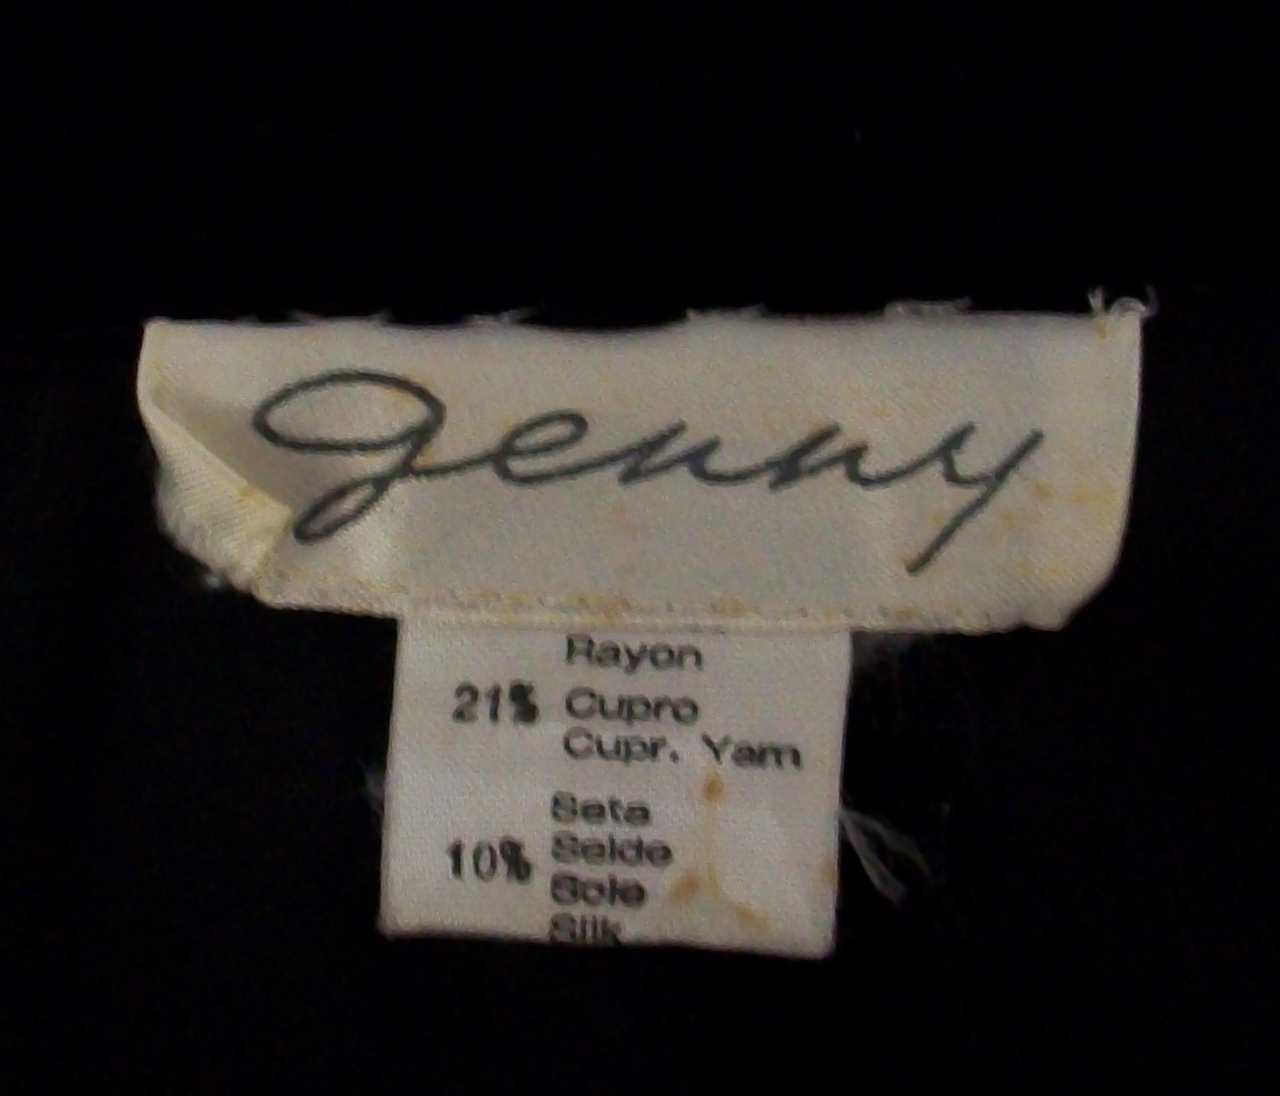 genny
Rayon
21% Cupro
Cupr. Yarn
Seta
10% Seide
Soie
Silk